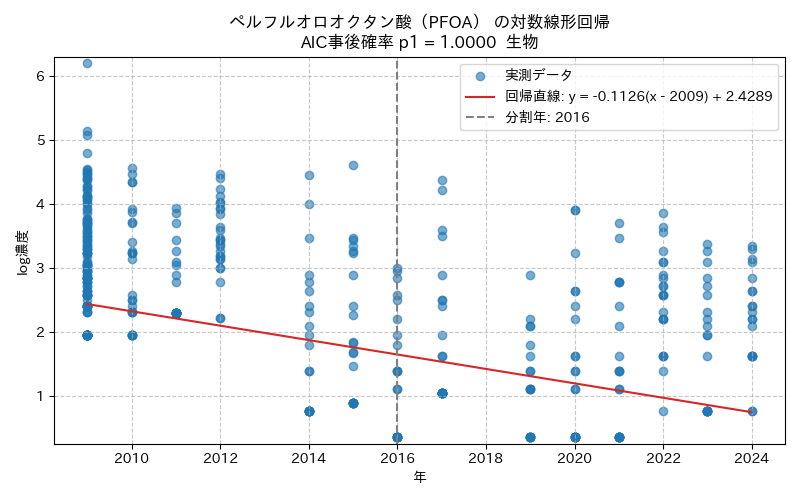 ペルフルオロオクタン酸（PFOA） の対数線形回帰
AIC事後確率 p1 = 1.0000  生物
実測データ
回帰直線: y = -0.1126(x - 2009) + 2.4289
分割年: 2016
log濃度
6
5
4
3
2
1
2010 2012 2014 2016 2018 2020 2022 2024
年